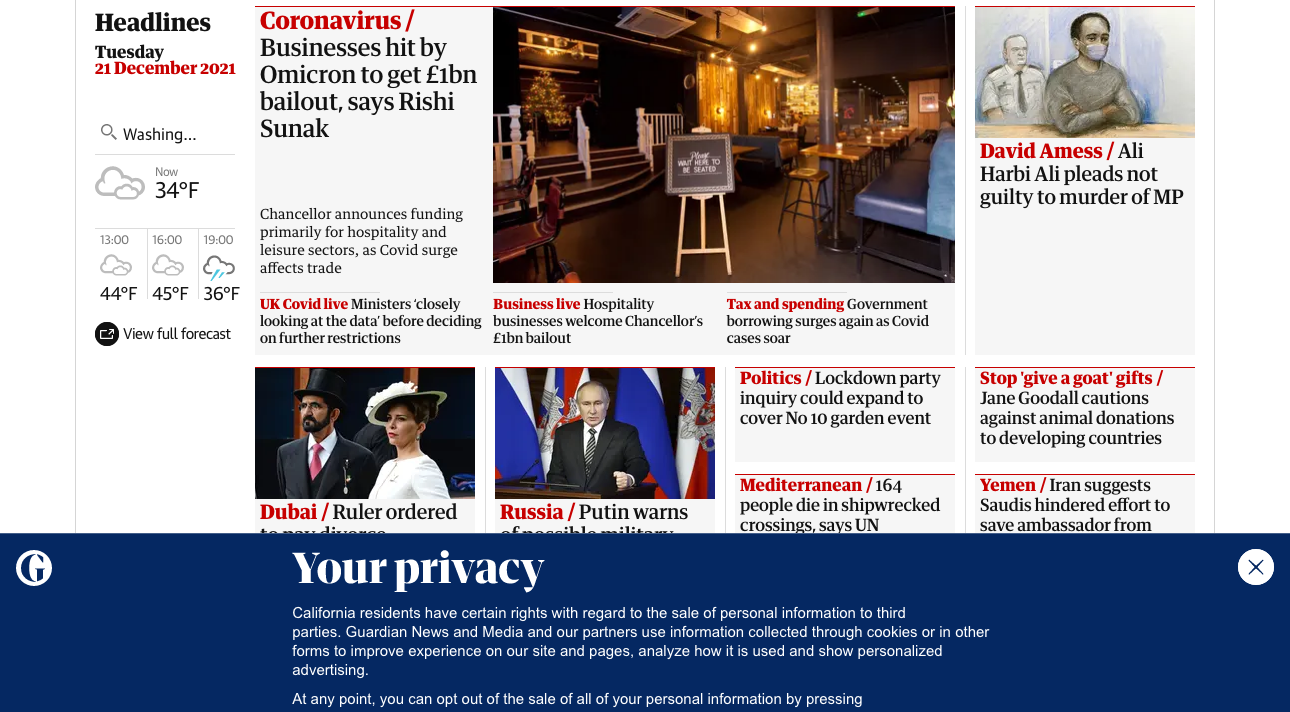 Headlines
Tuesday
21 December 2021
Washing...
Now
34°F
13:00
16:00
19:00
44°F
45°F
36°F
View full forecast
Coronavirus /
Businesses hit by
Omicron to get £1bn
bailout, says Rishi
Sunak
Chancellor announces funding
primarily for hospitality and
leisure sectors, as Covid surge
affects trade
Please
WAIT HERE TO
BE SEATED
UK Covid live Ministers ‘closely
looking at the data’ before deciding
on further restrictions
Business live Hospitality
businesses welcome Chancellor’s
£1bn bailout
Tax and spending Government
borrowing surges again as Covid
cases soar
David Amess / Ali
Harbi Ali pleads not
guilty to murder of MP
Dubai / Ruler ordered
to pay divorce
Russia / Putin warns
of possible military
Politics / Lockdown party
inquiry could expand to
cover No 10 garden event
Mediterranean / 164
people die in shipwrecked
crossings, says UN
Stop 'give a goat' gifts /
Jane Goodall cautions
against animal donations
to developing countries
Yemen / Iran suggests
Saudis hindered effort to
save ambassador from
G
Your privacy
California residents have certain rights with regard to the sale of personal information to third
parties. Guardian News and Media and our partners use information collected through cookies or in other
forms to improve experience on our site and pages, analyze how it is used and show personalized
advertising.
At any point, you can opt out of the sale of all of your personal information by pressing